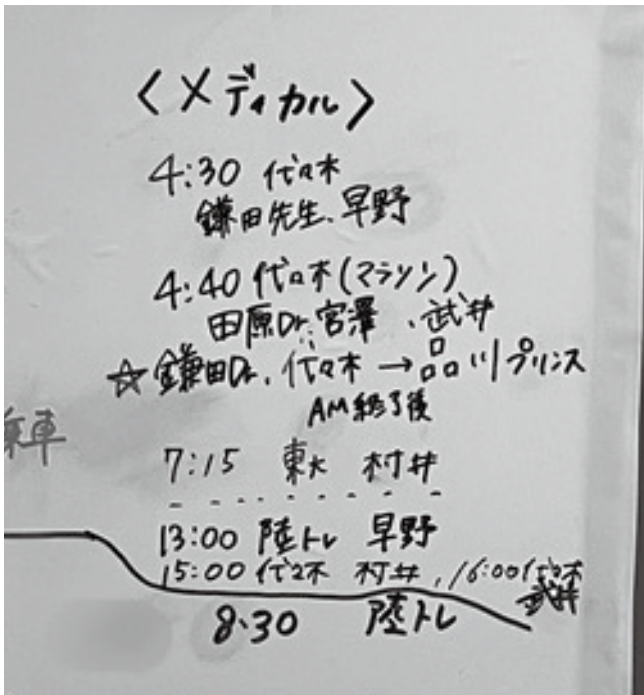 〈メディカル〉
4:30 代々木
鎌田先生、早野
4:40 代々木(マラソン)
田原Dr. 宮澤、武井
☆鎌田Dr. 代々木→品川プリンス
AM終了後
乗車
7:15 東大 村井
13:00 陸トレ 早野
15:00 代々木 村井, 16:00 代々木
武井
8:30 陸トレ